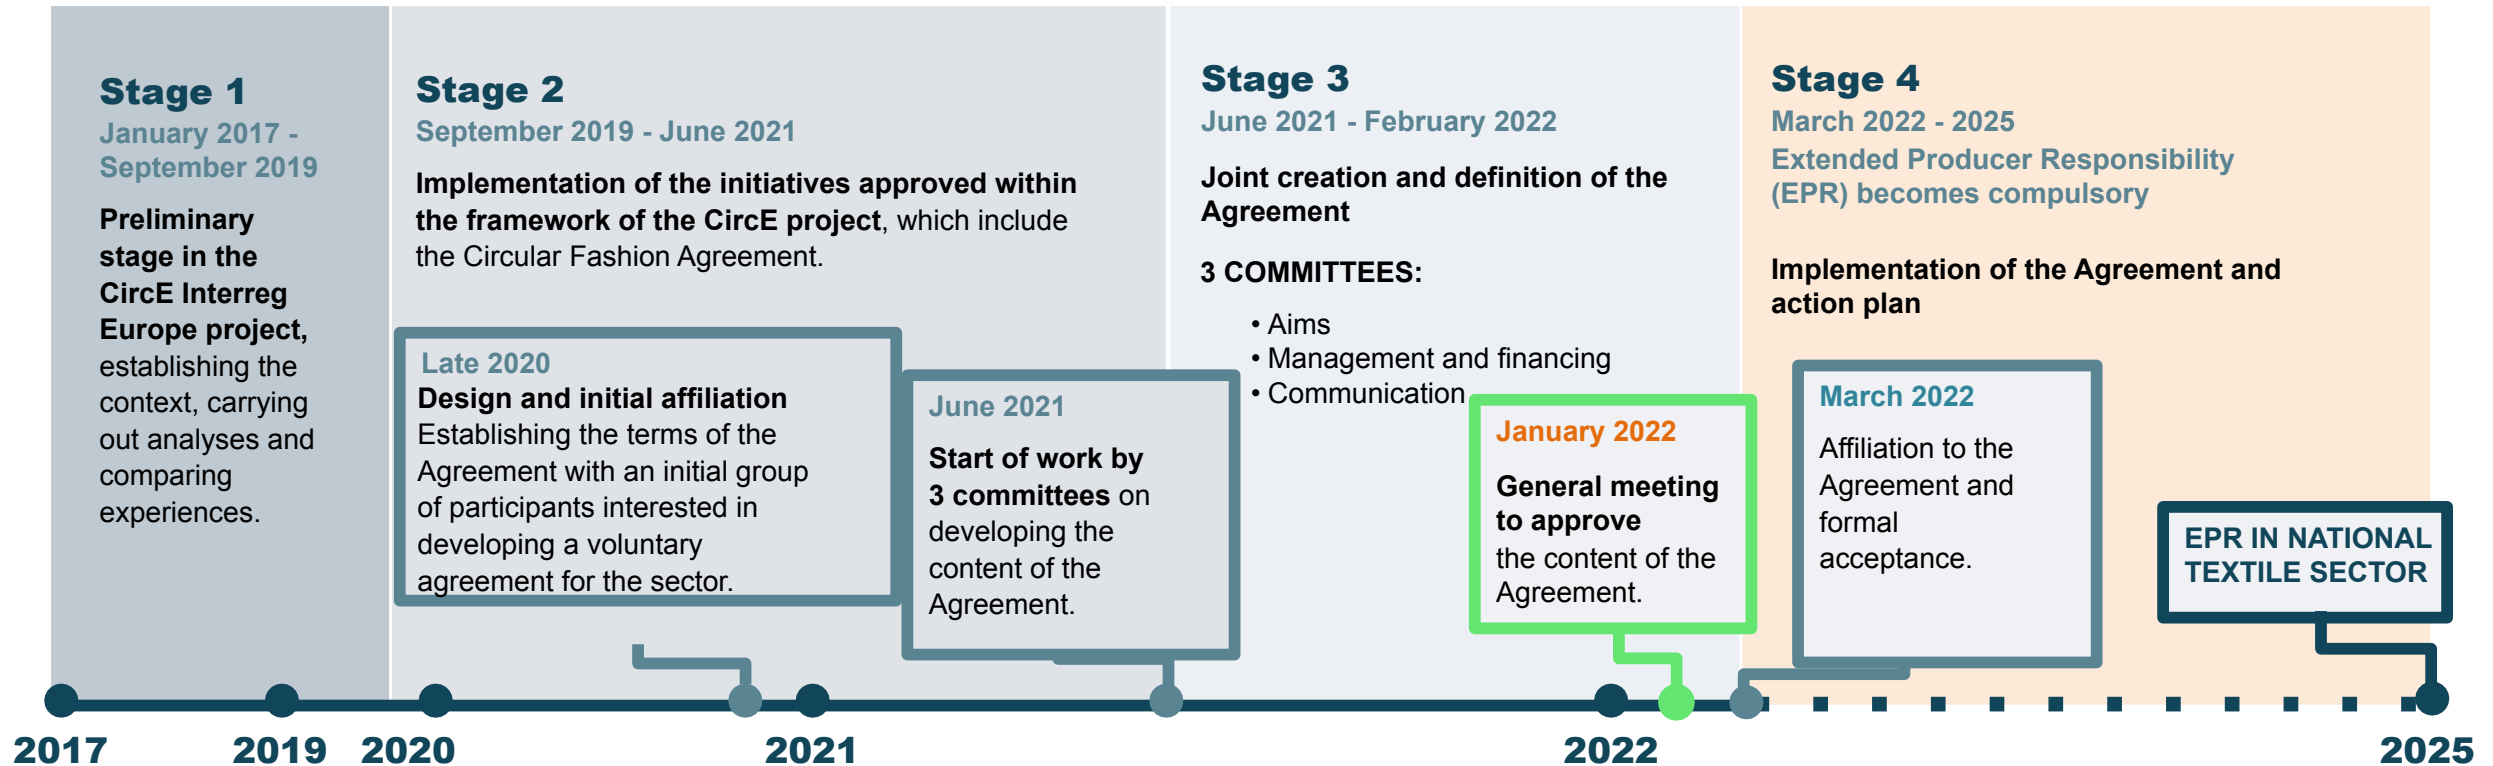 Stage 1
January 2017 -
September 2019
Preliminary
stage in the
CircE Interreg
Europe project,
establishing the
context, carrying
out analyses and
comparing
experiences.
Stage 2
September 2019 - June 2021
Implementation of the initiatives approved within
the framework of the CircE project, which include
the Circular Fashion Agreement.
Late 2020
Design and initial affiliation
Establishing the terms of the
Agreement with an initial group
of participants interested in
developing a voluntary
agreement for the sector.
June 2021
Start of work by
3 committees on
developing the
content of the
Agreement.
Stage 3
June 2021 - February 2022
Joint creation and definition of the
Agreement
3 COMMITTEES:
• Aims
• Management and financing
• Communication
January 2022
General meeting
to approve
the content of the
Agreement.
Stage 4
March 2022 - 2025
Extended Producer Responsibility
(EPR) becomes compulsory
Implementation of the Agreement and
action plan
March 2022
Affiliation to the
Agreement and
formal
acceptance.
EPR IN NATIONAL
TEXTILE SECTOR
2017
2019
2020
2021
2022
2025